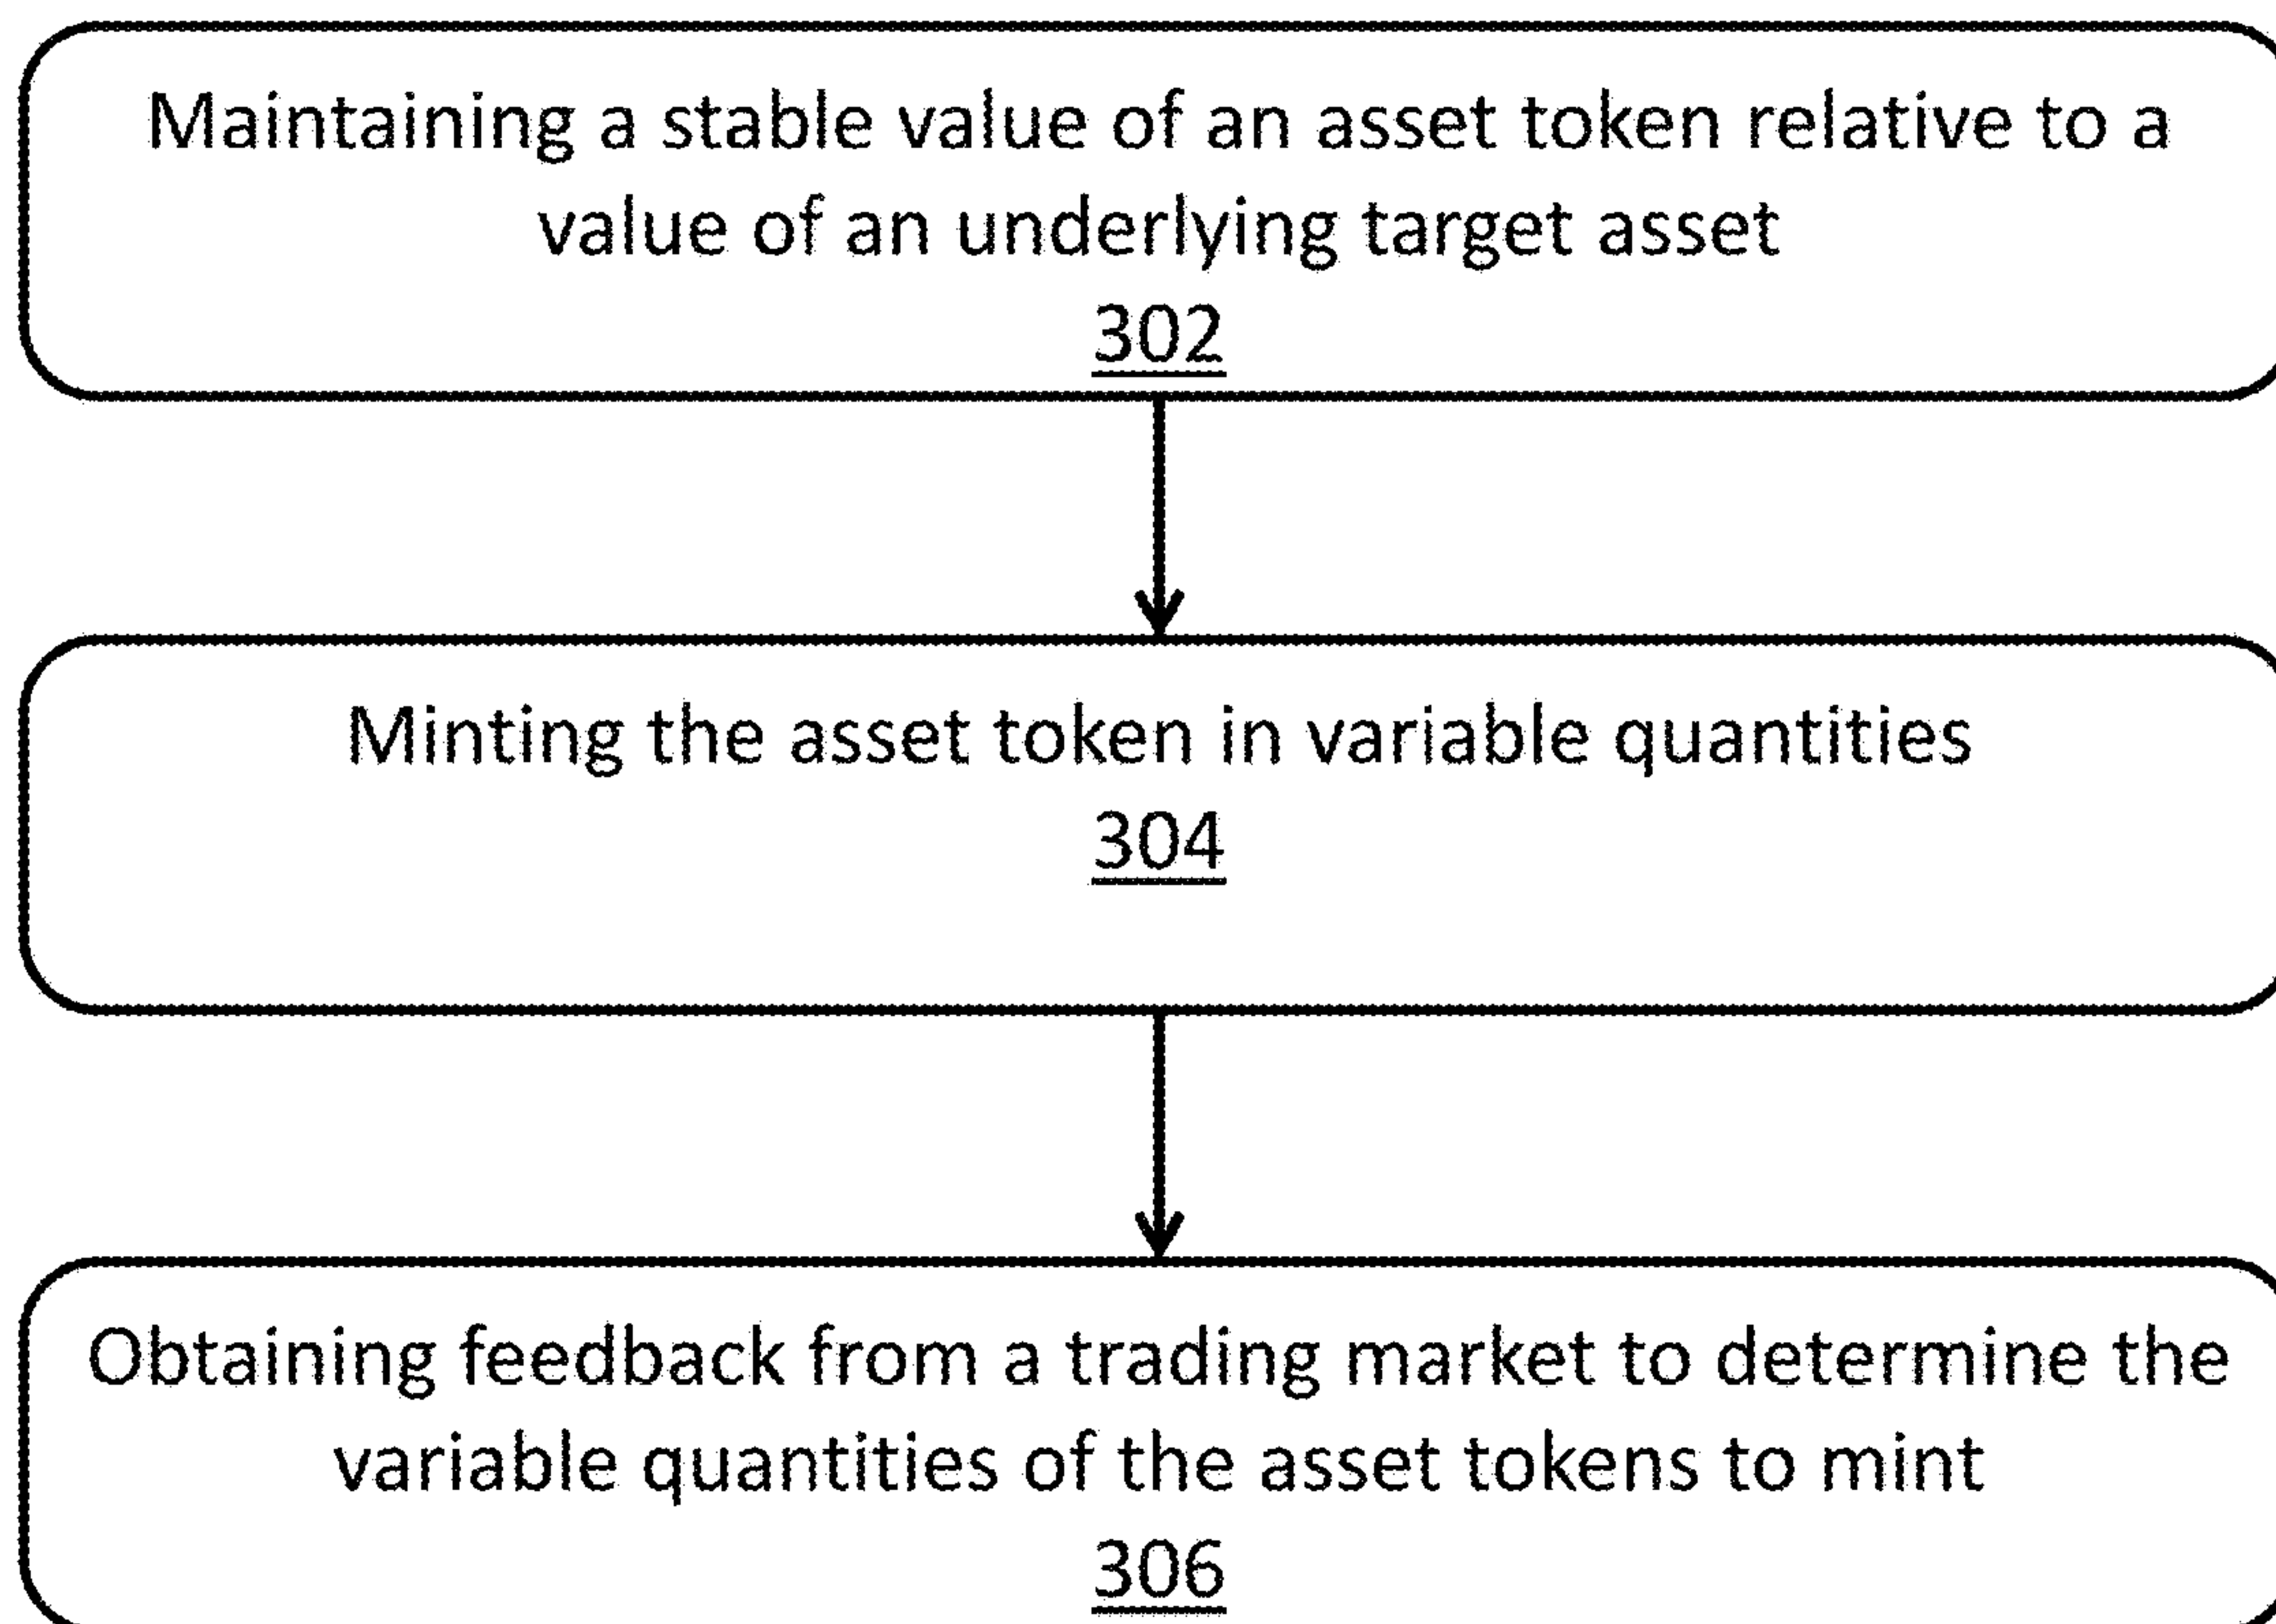 Maintaining a stable value of an asset token relative to a
value of an underlying target asset
302
Minting the asset token in variable quantities
304
Obtaining feedback from a trading market to determine the
variable quantities of the asset tokens to mint
306